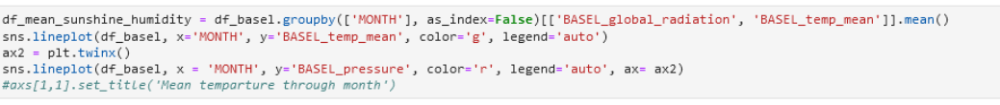 df_mean_sunshine_humidity = df_basel.groupby(['MONTH'], as_index=False)[['BASEL_global_radiation', 'BASEL_temp_mean']].mean()
sns.lineplot(df_basel, x='MONTH', y='BASEL_temp_mean', color='g', legend='auto')
ax2 = plt.twinx()
sns.lineplot(df_basel, x = 'MONTH', y='BASEL_pressure', color='r', legend='auto', ax= ax2)
#axs[1,1].set_title('Mean temparture through month')